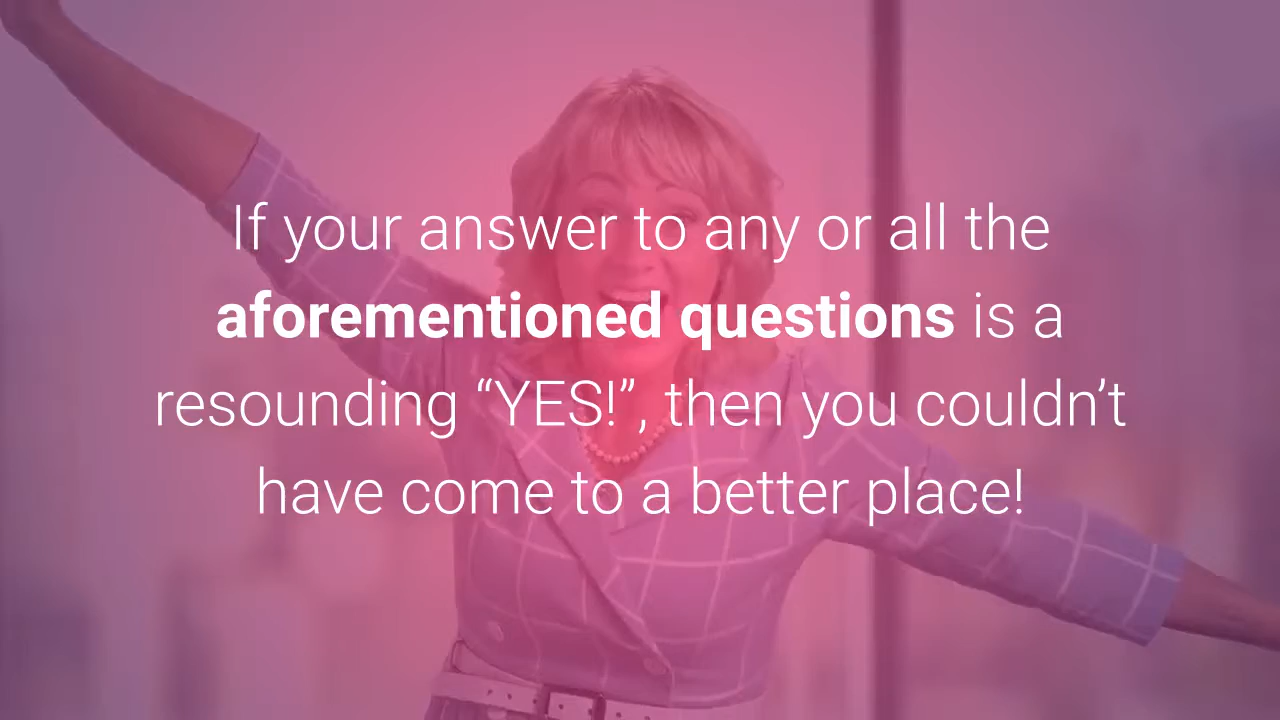 If your answer to any or all the
aforementioned questions is a
resounding “YES!”, then you couldn’t
have come to a better place!